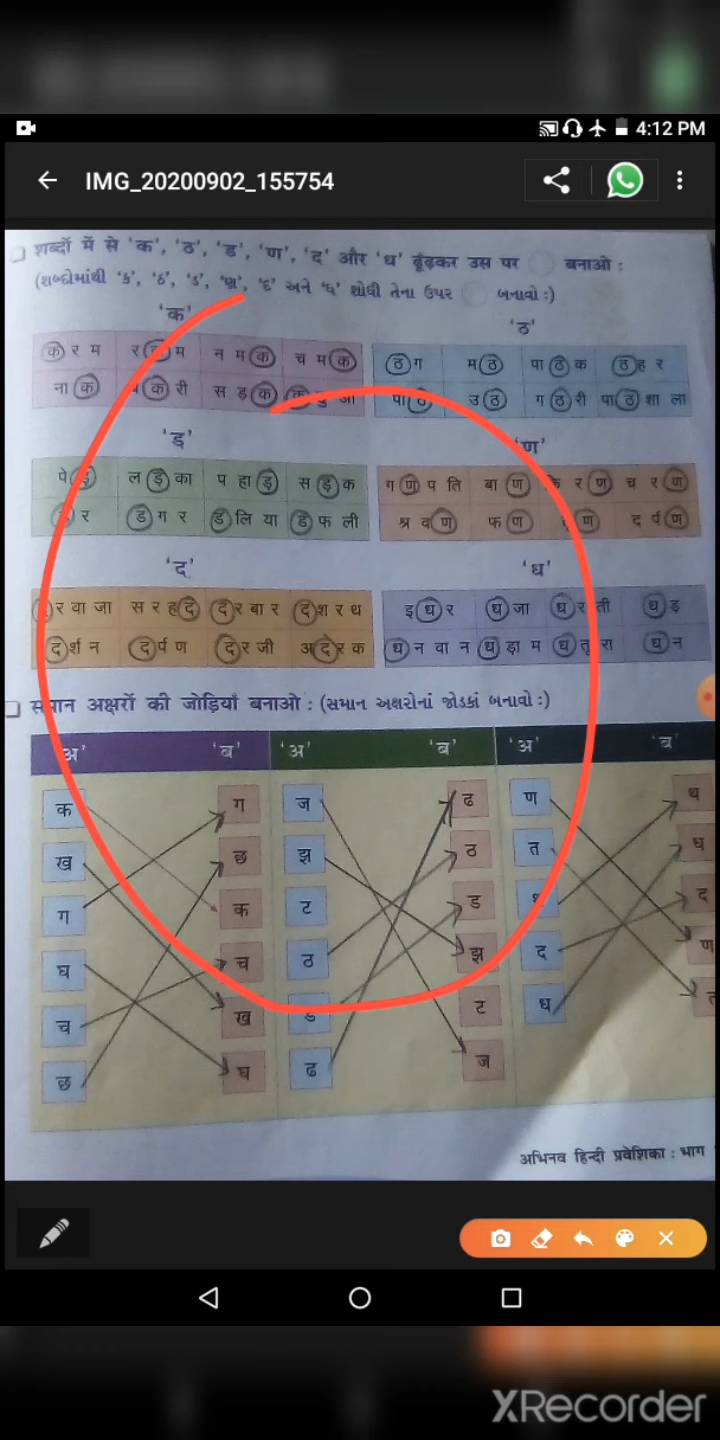 4:12 PM
IMG_20200902_155754
शब्दों में से 'क', 'ठ', 'ड', 'ण', 'द' और 'ध' ढूंढ़कर उस पर बनाओ :
(શબ્દોમાંથી 'ક', 'ઠ', 'ડ', 'ણ', 'દ' અને 'ધ' શોધી તેના ઉપર બનાવો :)
'क'
'ठ'
क र म र क म न म क च म क
ठ ग म ठ पा ठ क ठ ह र
ना क क री स ड़ क
पा ठ उ ठ ग ठ री पा ठ शा ला
'ड'
'ण'
पे ड़ ल ड़ का प हा ड़ स ड़ क
ग ण प ति बा ण र ण च र ण
ड र ड ग र ड लि या ड फ ली
श्र व ण फ ण ण द र्प ण
'द'
'ध'
द र वा जा स र ह द द र बा र द श र थ
इ ध र ध जा ध र ती ध ड़
द र्श न द र्प ण द र जी अ द र क
ध न वा न ध ड़ा म ध तू रा ध न
समान अक्षरों की जोड़ियाँ बनाओ : (સમાન અક્ષરોનાં જોડકાં બનાવો :)
'अ' 'ब' 'अ' 'ब' 'अ' 'ब'
क ग ज ढ ण थ
ख छ झ ठ त ध
ग क ट ड थ द
घ च ठ झ द ण
च ख ड ट ध त
छ घ ढ ज
अभिनव हिन्दी प्रवेशिका : भाग
XRecorder